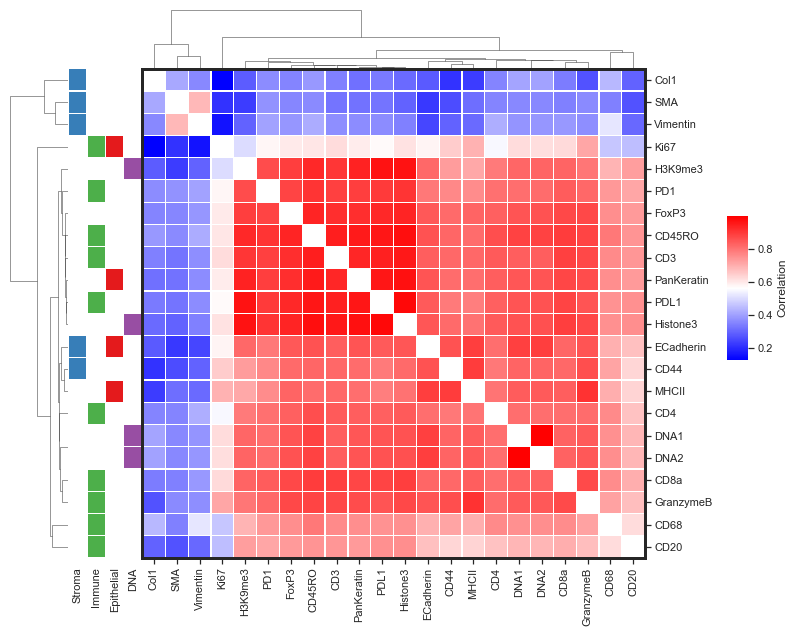 Col1
SMA
Vimentin
Ki67
H3K9me3
PD1
FoxP3
CD45RO
CD3
PanKeratin
PDL1
Histone3
ECadherin
CD44
MHCII
CD4
DNA1
DNA2
CD8a
GranzymeB
CD68
CD20
0.8
0.6
0.4
0.2
Correlation
Stroma
Immune
Epithelial
DNA
Col1
SMA
Vimentin
Ki67
H3K9me3
PD1
FoxP3
CD45RO
CD3
PanKeratin
PDL1
Histone3
ECadherin
CD44
MHCII
CD4
DNA1
DNA2
CD8a
GranzymeB
CD68
CD20